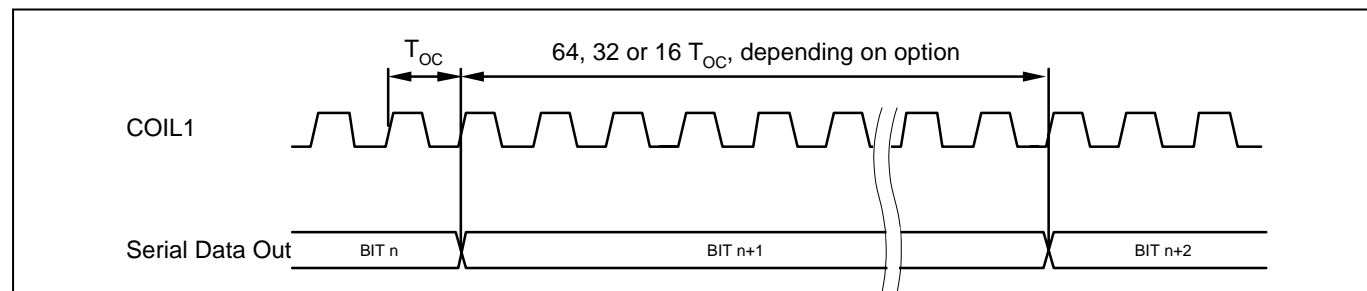 T_OC 64, 32 or 16 T_OC, depending on option
COIL1
Serial Data Out BIT n BIT n+1 BIT n+2